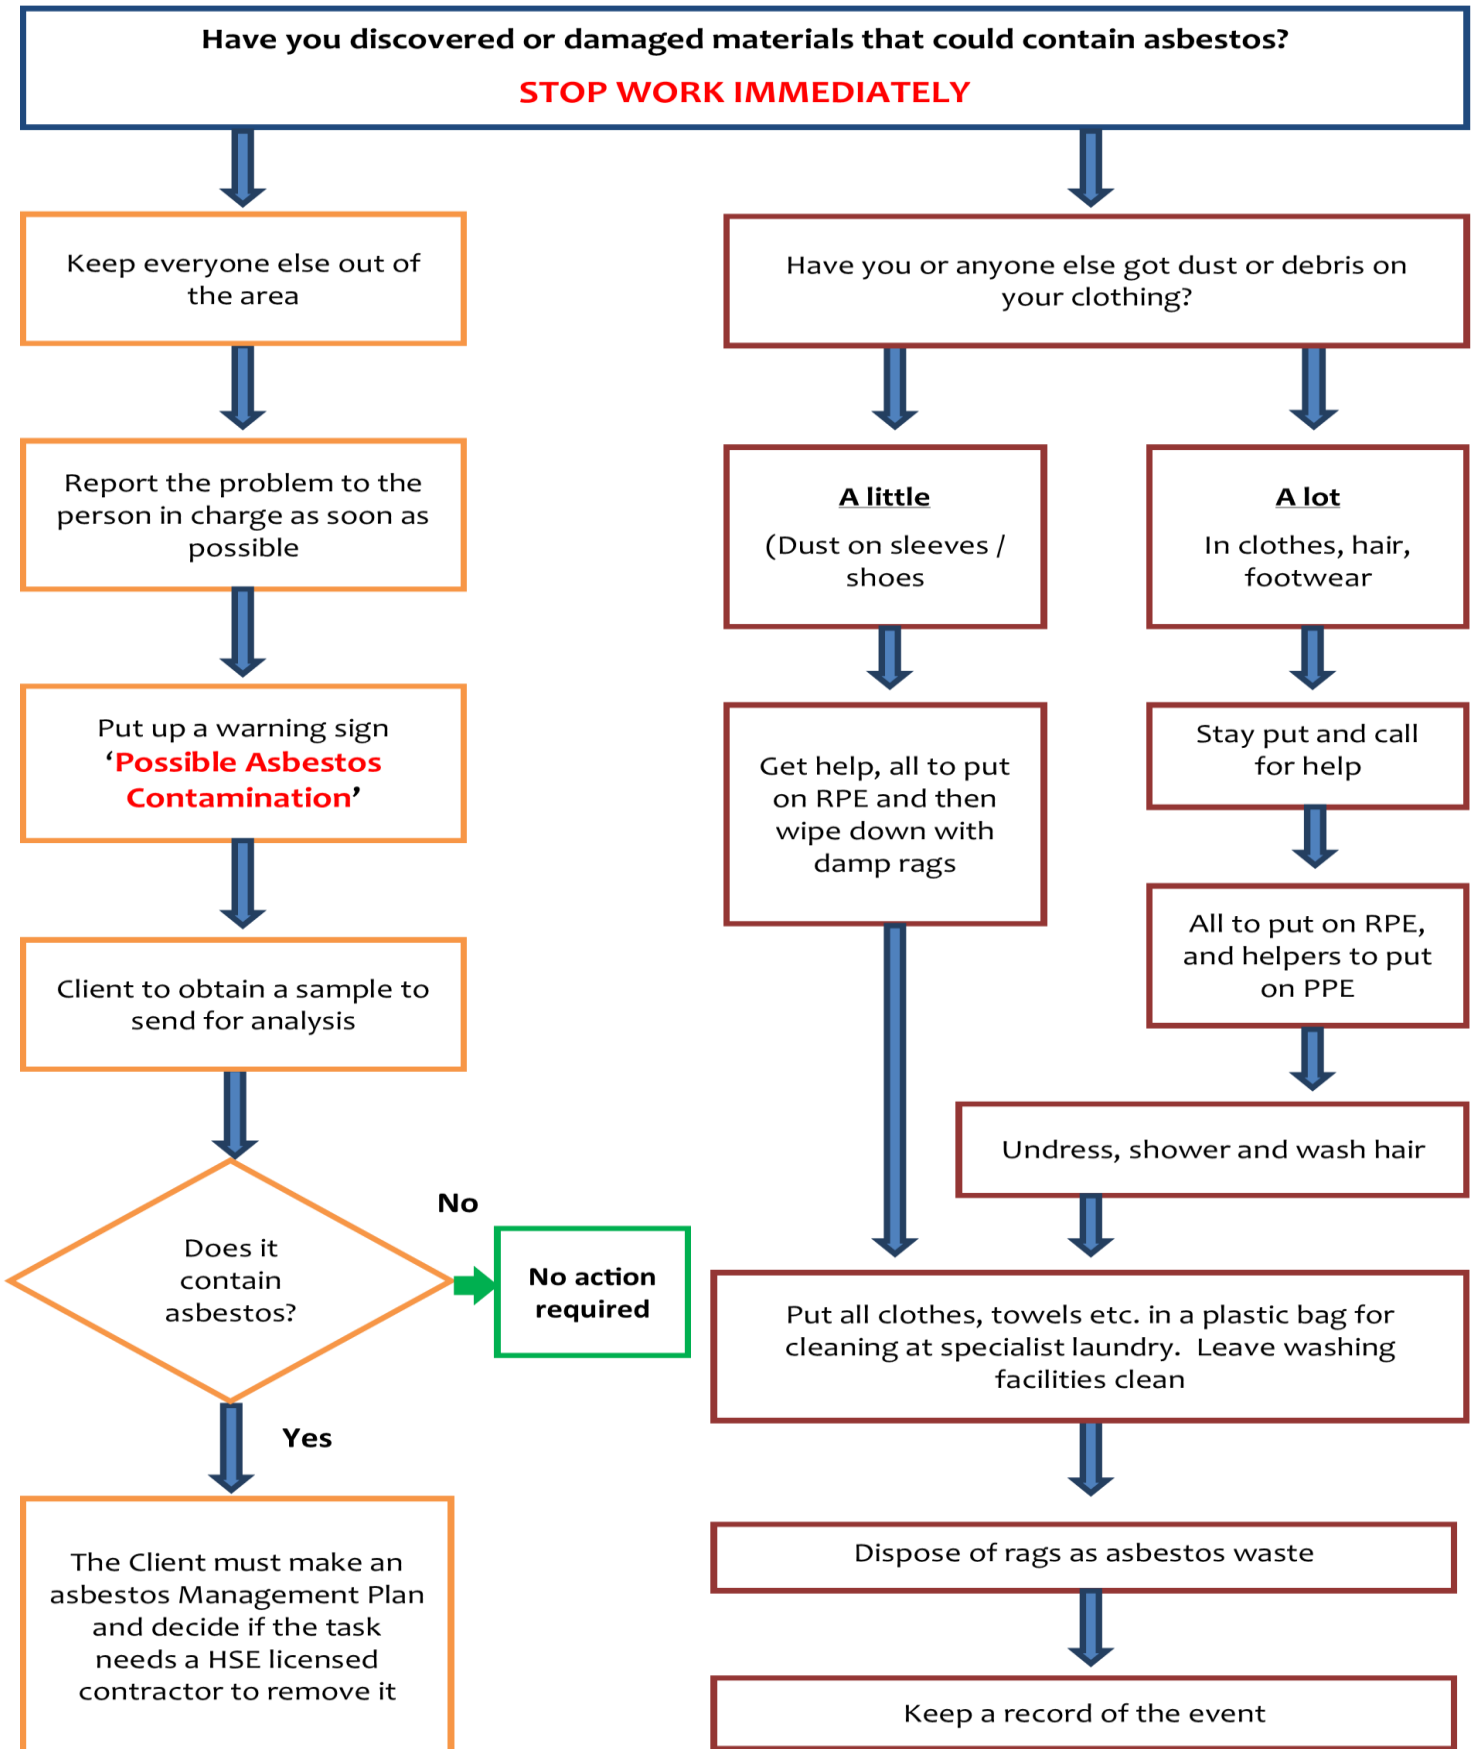 Have you discovered or damaged materials that could contain asbestos?
STOP WORK IMMEDIATELY
Keep everyone else out of
the area
Report the problem to the
person in charge as soon as
possible
Put up a warning sign
‘Possible Asbestos
Contamination’
Client to obtain a sample to
send for analysis
Does it
contain
asbestos?
No
No action
required
Yes
The Client must make an
asbestos Management Plan
and decide if the task
needs a HSE licensed
contractor to remove it
Have you or anyone else got dust or debris on
your clothing?
A little
(Dust on sleeves /
shoes
Get help, all to put
on RPE and then
wipe down with
damp rags
A lot
In clothes, hair,
footwear
Stay put and call
for help
All to put on RPE,
and helpers to put
on PPE
Undress, shower and wash hair
Put all clothes, towels etc. in a plastic bag for
cleaning at specialist laundry.  Leave washing
facilities clean
Dispose of rags as asbestos waste
Keep a record of the event